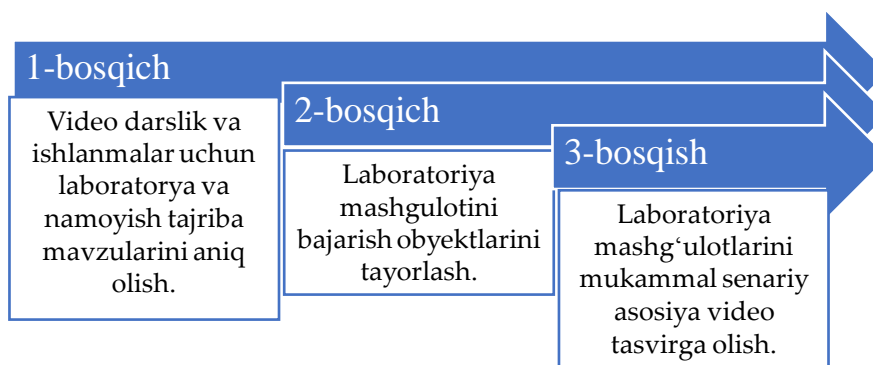 1-bosqich
Video darslik va
ishlanmalar uchun
laboratorya va
namoyish tajriba
mavzularini aniq
olish.
2-bosqich
Laboratoriya
mashgulotini
bajarish obyektlarini
tayorlash.
3-bosqish
Laboratoriya
mashg‘ulotlarini
mukammal senariy
asosiya video
tasvirga olish.